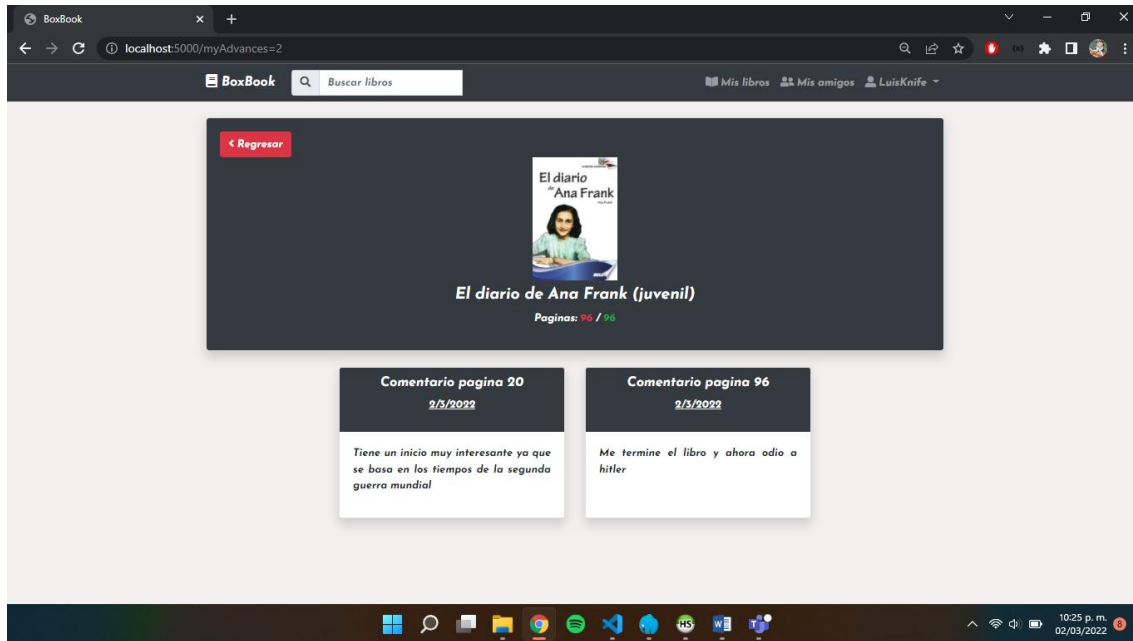 BoxBook
localhost:5000/myAdvances=2
BoxBook
Buscar libros
Mis libros
Mis amigos
LuisKnife
Regresar
El diario
de Ana Frank
El diario de Ana Frank (juvenil)
Paginas: 96 / 96
Comentario pagina 20
2/3/2022
Tiene un inicio muy interesante ya que
se basa en los tiempos de la segunda
guerra mundial
Comentario pagina 96
2/3/2022
Me termine el libro y ahora odio a
hitler
10:25 p. m.
02/03/2022
8